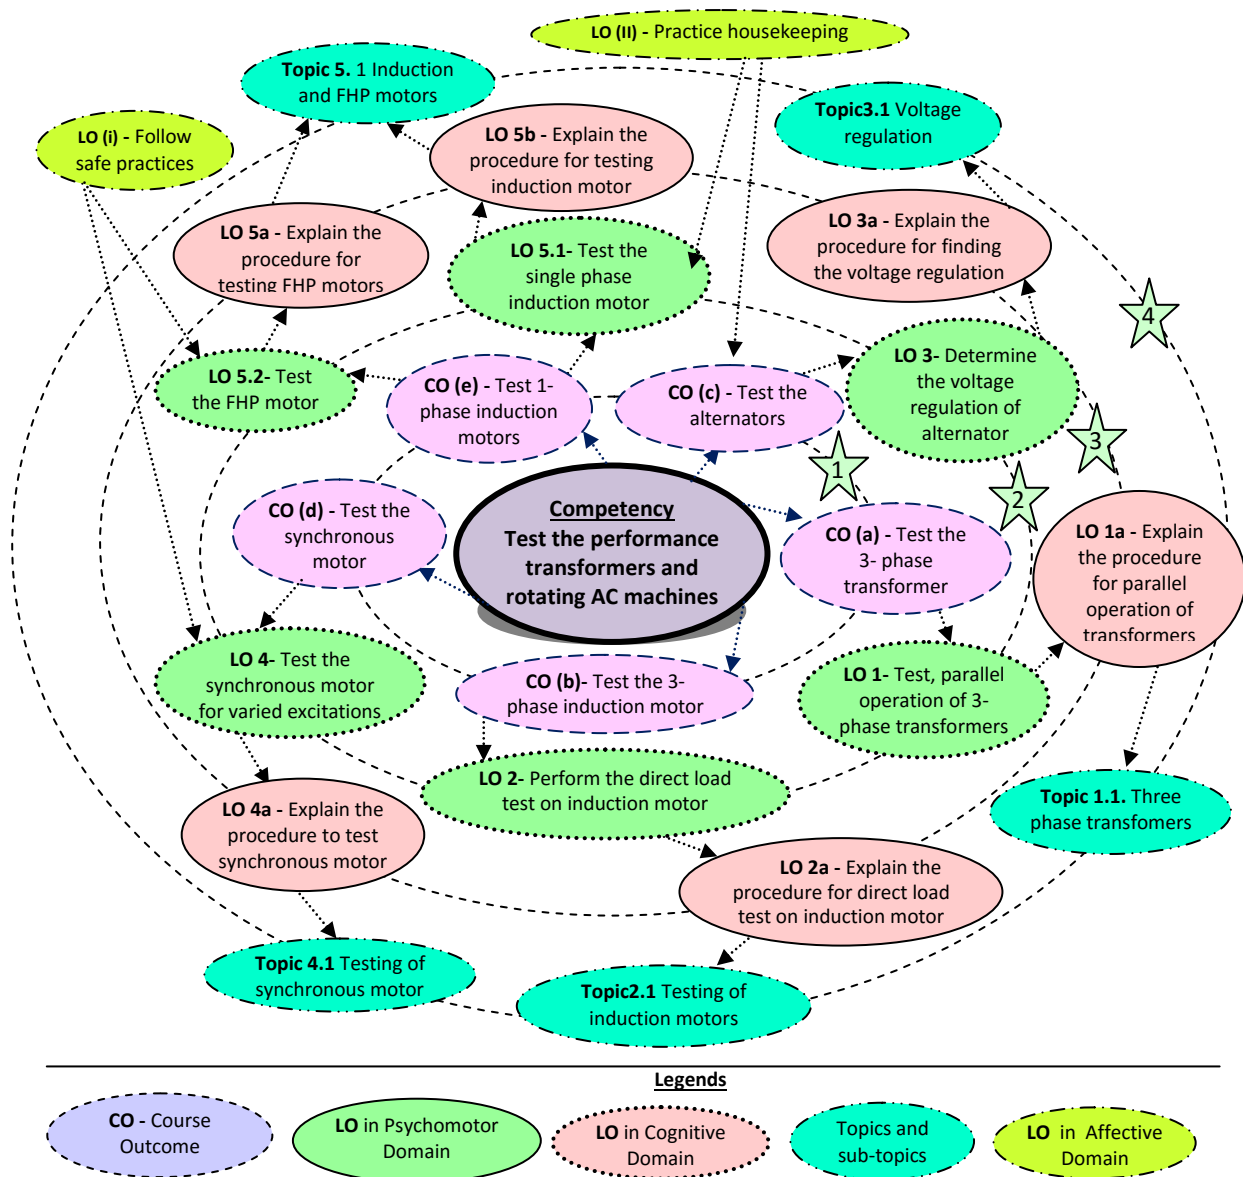 LO (II) - Practice housekeeping
Topic 5. 1 Induction
and FHP motors
Topic3.1 Voltage
regulation
LO (i) - Follow
safe practices
LO 5b - Explain the
procedure for testing
induction motor
LO 5a - Explain the
procedure for
testing FHP motors
LO 5.1- Test the
single phase
induction motor
LO 3a - Explain the
procedure for finding
the voltage regulation
4
LO 5.2- Test
the FHP motor
CO (e) - Test 1-
phase induction
motors
CO (c) - Test the
alternators
LO 3- Determine
the voltage
regulation of
alternator
3
1
2
CO (d) - Test the
synchronous
motor
Competency
Test the performance
transformers and
rotating AC machines
CO (a) - Test the
3- phase
transformer
LO 1a - Explain
the procedure
for parallel
operation of
transformers
LO 4- Test the
synchronous motor
for varied excitations
CO (b)- Test the 3-
phase induction motor
LO 1- Test, parallel
operation of 3-
phase transformers
LO 2- Perform the direct load
test on induction motor
LO 4a - Explain the
procedure to test
synchronous motor
Topic 1.1. Three
phase transfomers
LO 2a - Explain the
procedure for direct load
test on induction motor
Topic 4.1 Testing of
synchronous motor
Topic2.1 Testing of
induction motors
Legends
CO - Course
Outcome
LO in Psychomotor
Domain
LO in Cognitive
Domain
Topics and
sub-topics
LO in Affective
Domain